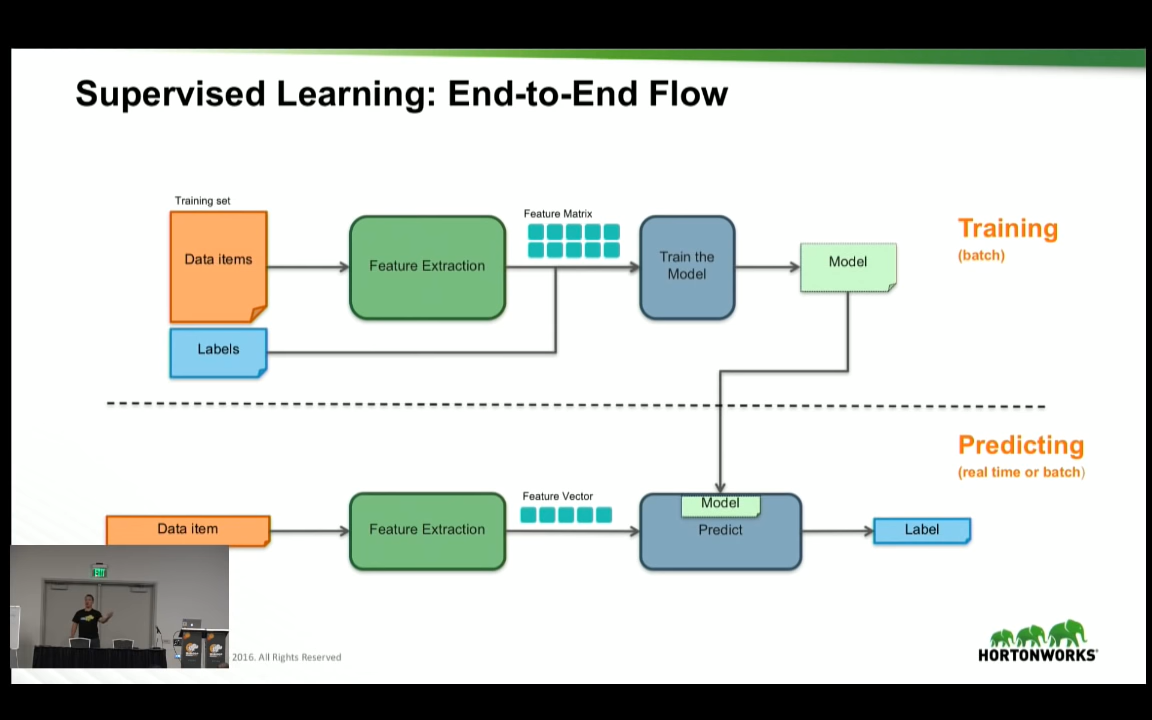 Supervised Learning: End-to-End Flow
Training set
Data items
Labels
Feature Extraction
Feature Matrix
Train the
Model
Model
Training
(batch)
Predicting
(real time or batch)
Data item
Feature Extraction
Feature Vector
Model
Predict
Label
EXIT
2016. All Rights Reserved
HORTONWORKS